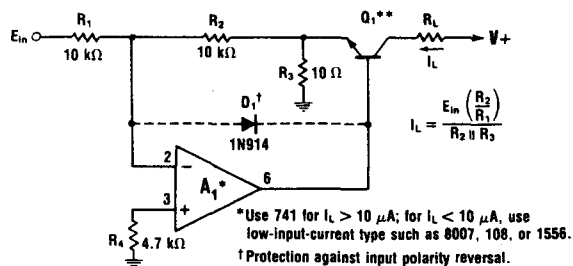 R1 R2 Q1** RL
Ein 10 kΩ 10 kΩ V+
R3 10 Ω IL
D1†
1N914
IL = Ein (R2/R1) / R2 || R3
2 −
A1* 6
3 +
R4 4.7 kΩ
*Use 741 for IL > 10 μA; for IL < 10 μA, use
low-input-current type such as 8007, 108, or 1556.
†Protection against input polarity reversal.